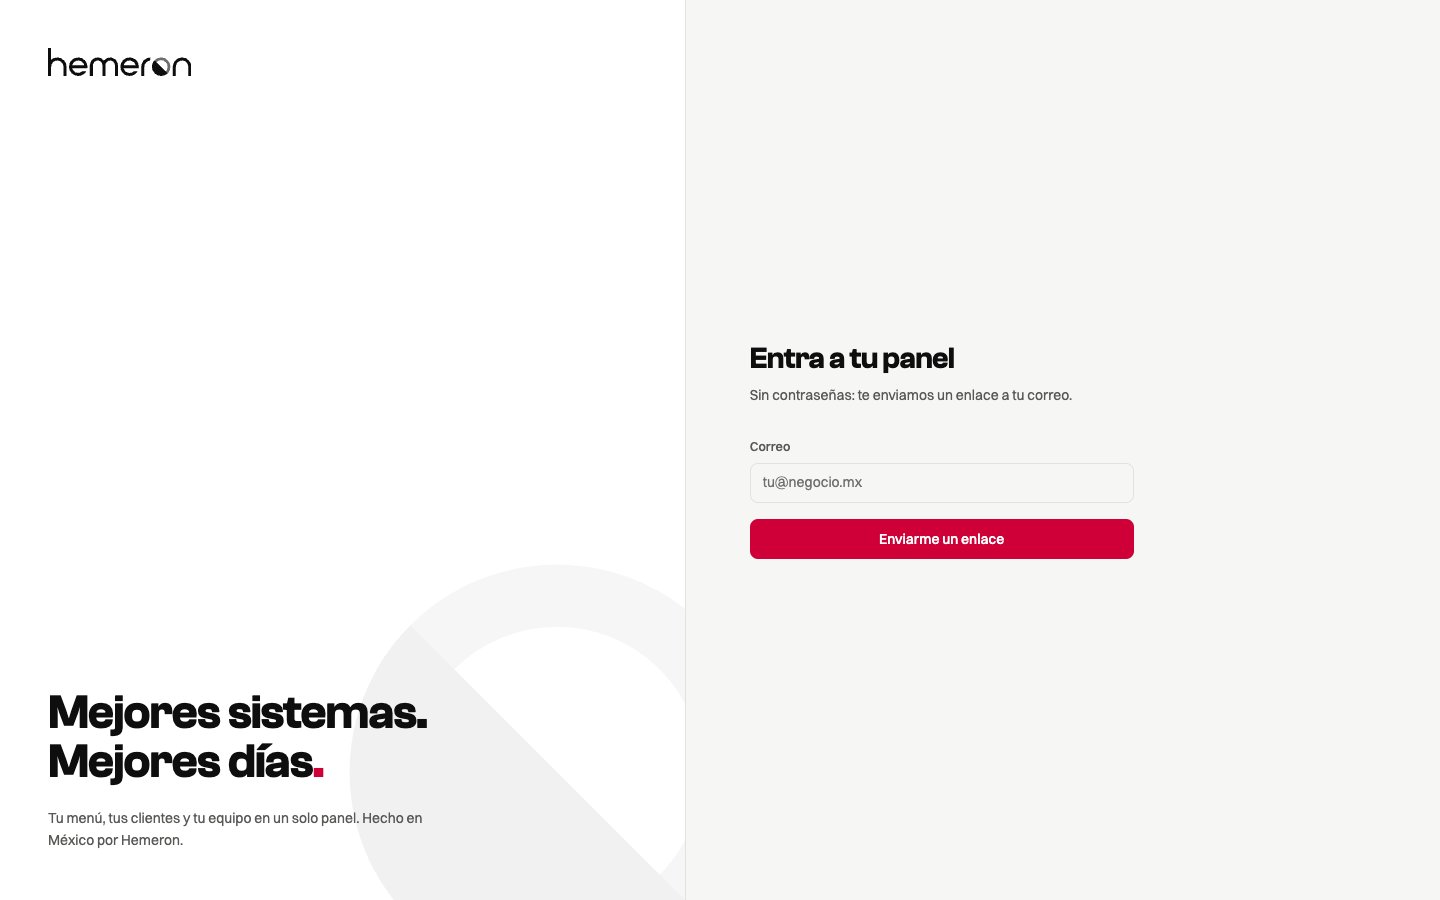 hemeron
Mejores sistemas.
Mejores días.
Tu menú, tus clientes y tu equipo en un solo panel. Hecho en
México por Hemeron.
Entra a tu panel
Sin contraseñas: te enviamos un enlace a tu correo.
Correo
tu@negocio.mx
Enviarme un enlace